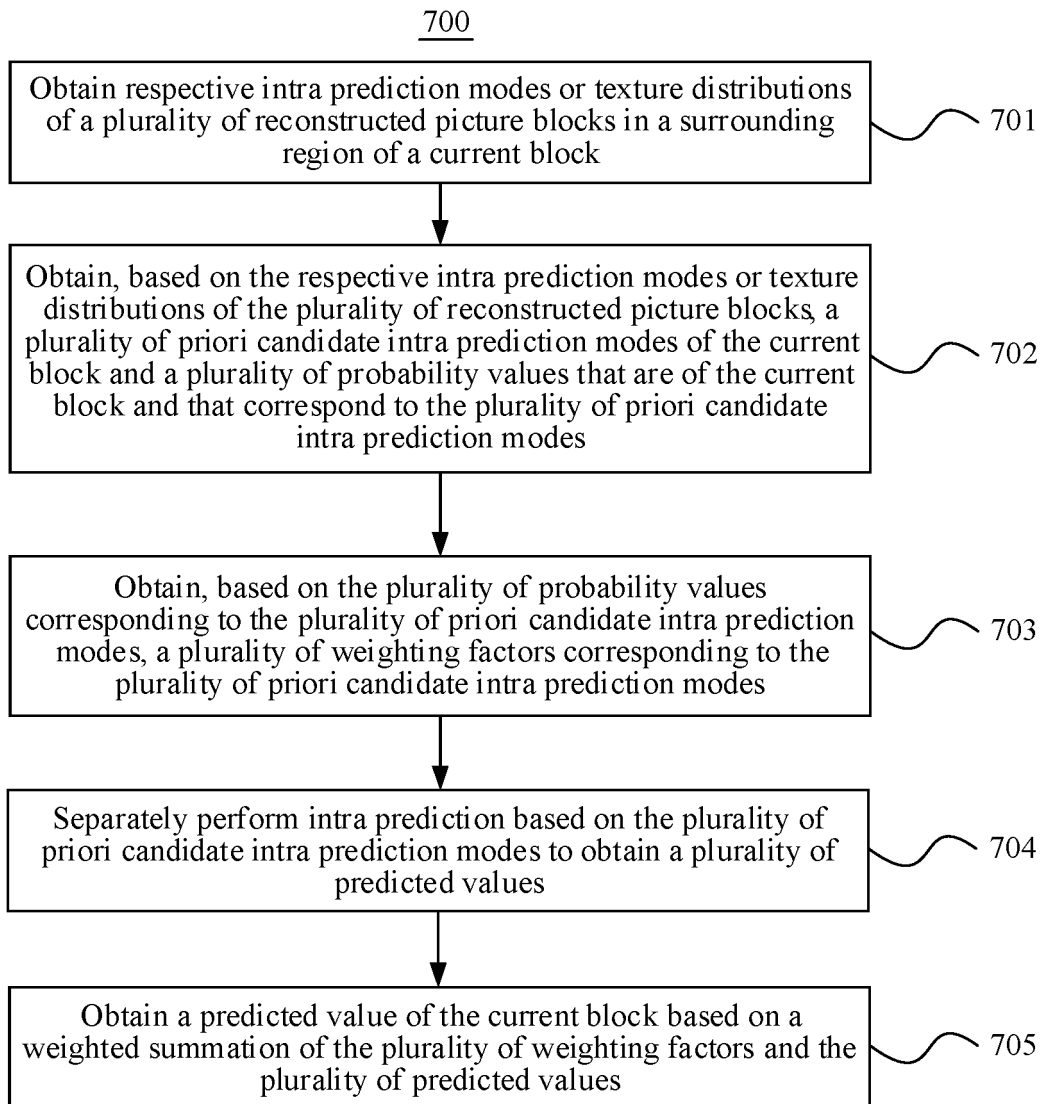 700
Obtain respective intra prediction modes or texture distributions
of a plurality of reconstructed picture blocks in a surrounding
region of a current block
701
Obtain, based on the respective intra prediction modes or texture
distributions of the plurality of reconstructed picture blocks, a
plurality of priori candidate intra prediction modes of the current
block and a plurality of probability values that are of the current
block and that correspond to the plurality of priori candidate
intra prediction modes
702
Obtain, based on the plurality of probability values
corresponding to the plurality of priori candidate intra prediction
modes, a plurality of weighting factors corresponding to the
plurality of priori candidate intra prediction modes
703
Separately perform intra prediction based on the plurality of
priori candidate intra prediction modes to obtain a plurality of
predicted values
704
Obtain a predicted value of the current block based on a
weighted summation of the plurality of weighting factors and the
plurality of predicted values
705